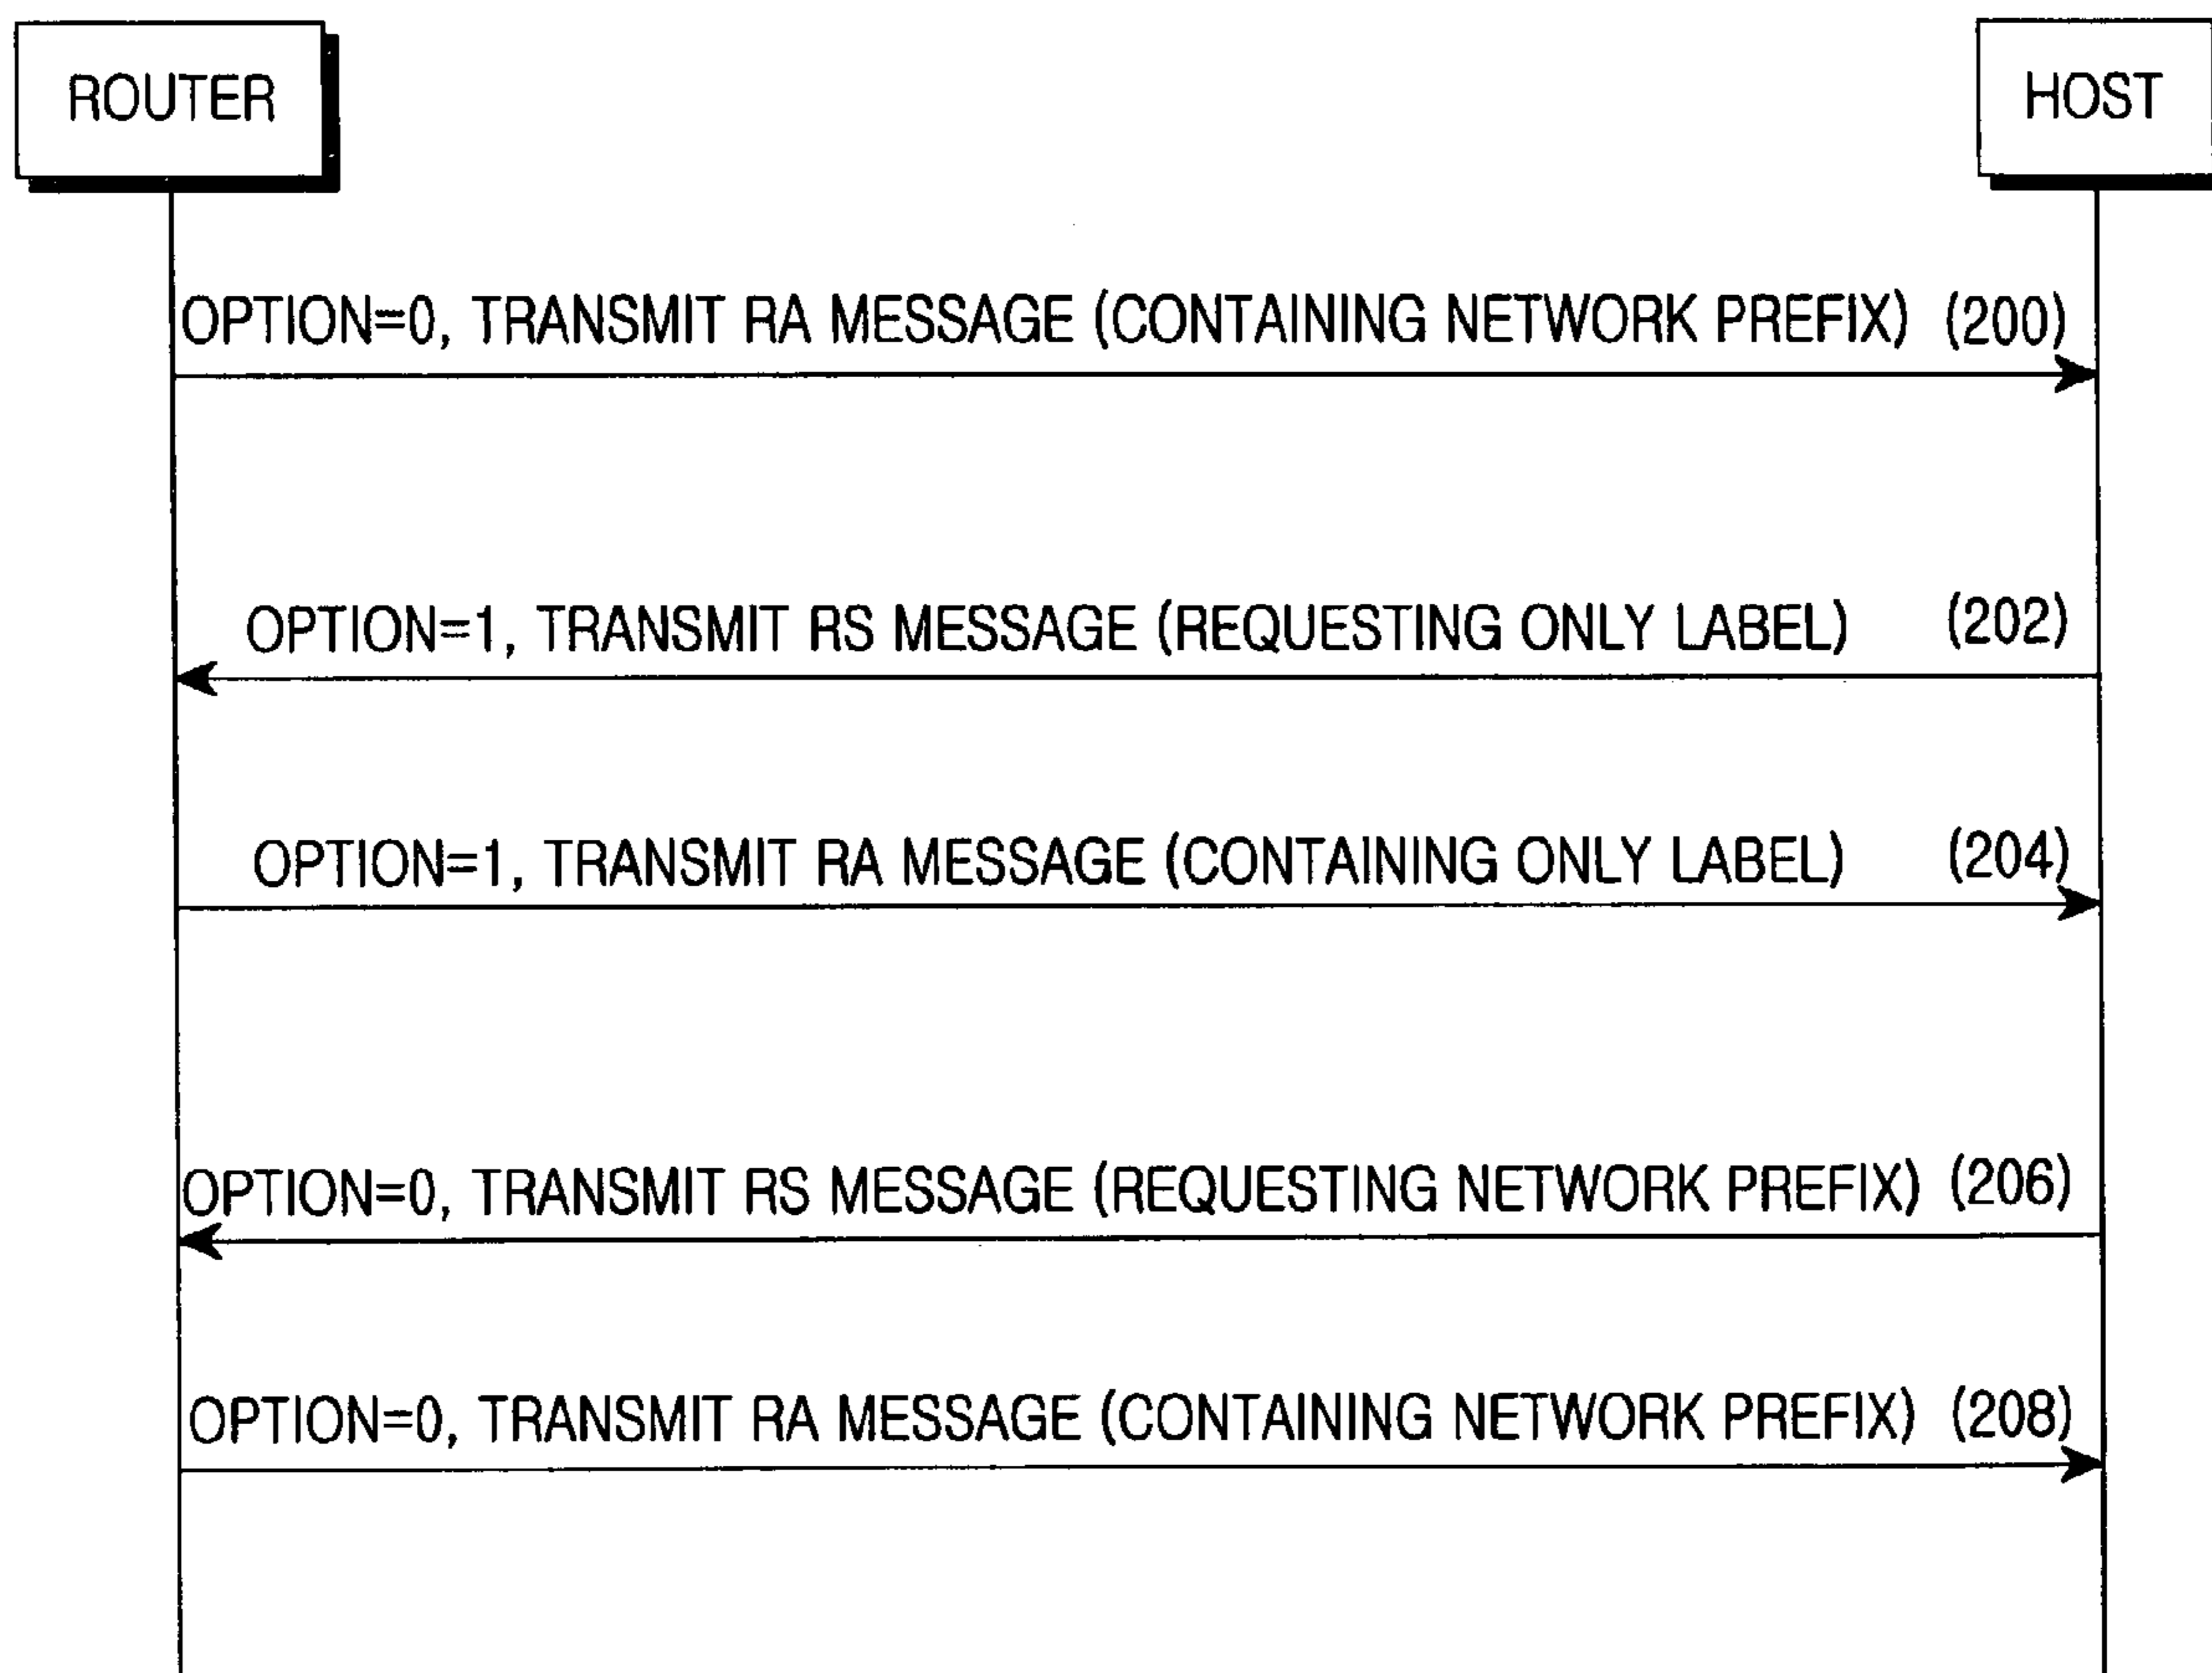 ROUTER
HOST
OPTION=0, TRANSMIT RA MESSAGE (CONTAINING NETWORK PREFIX) (200)
OPTION=1, TRANSMIT RS MESSAGE (REQUESTING ONLY LABEL) (202)
OPTION=1, TRANSMIT RA MESSAGE (CONTAINING ONLY LABEL) (204)
OPTION=0, TRANSMIT RS MESSAGE (REQUESTING NETWORK PREFIX) (206)
OPTION=0, TRANSMIT RA MESSAGE (CONTAINING NETWORK PREFIX) (208)